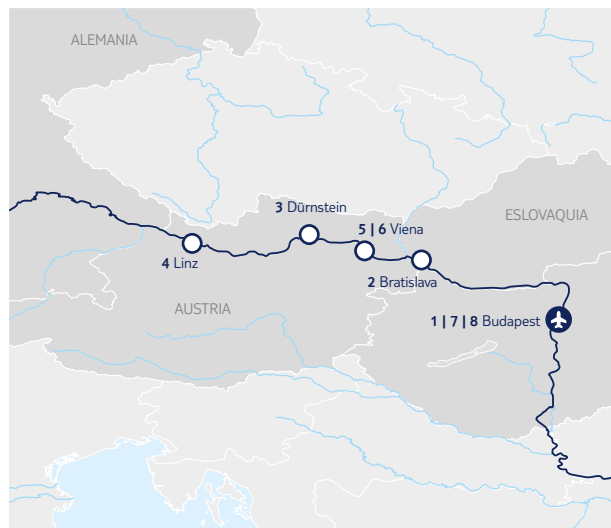 ALEMANIA
3 Dürnstein
ESLOVAQUIA
5 | 6 Viena
4 Linz
2 Bratislava
AUSTRIA
1 | 7 | 8 Budapest